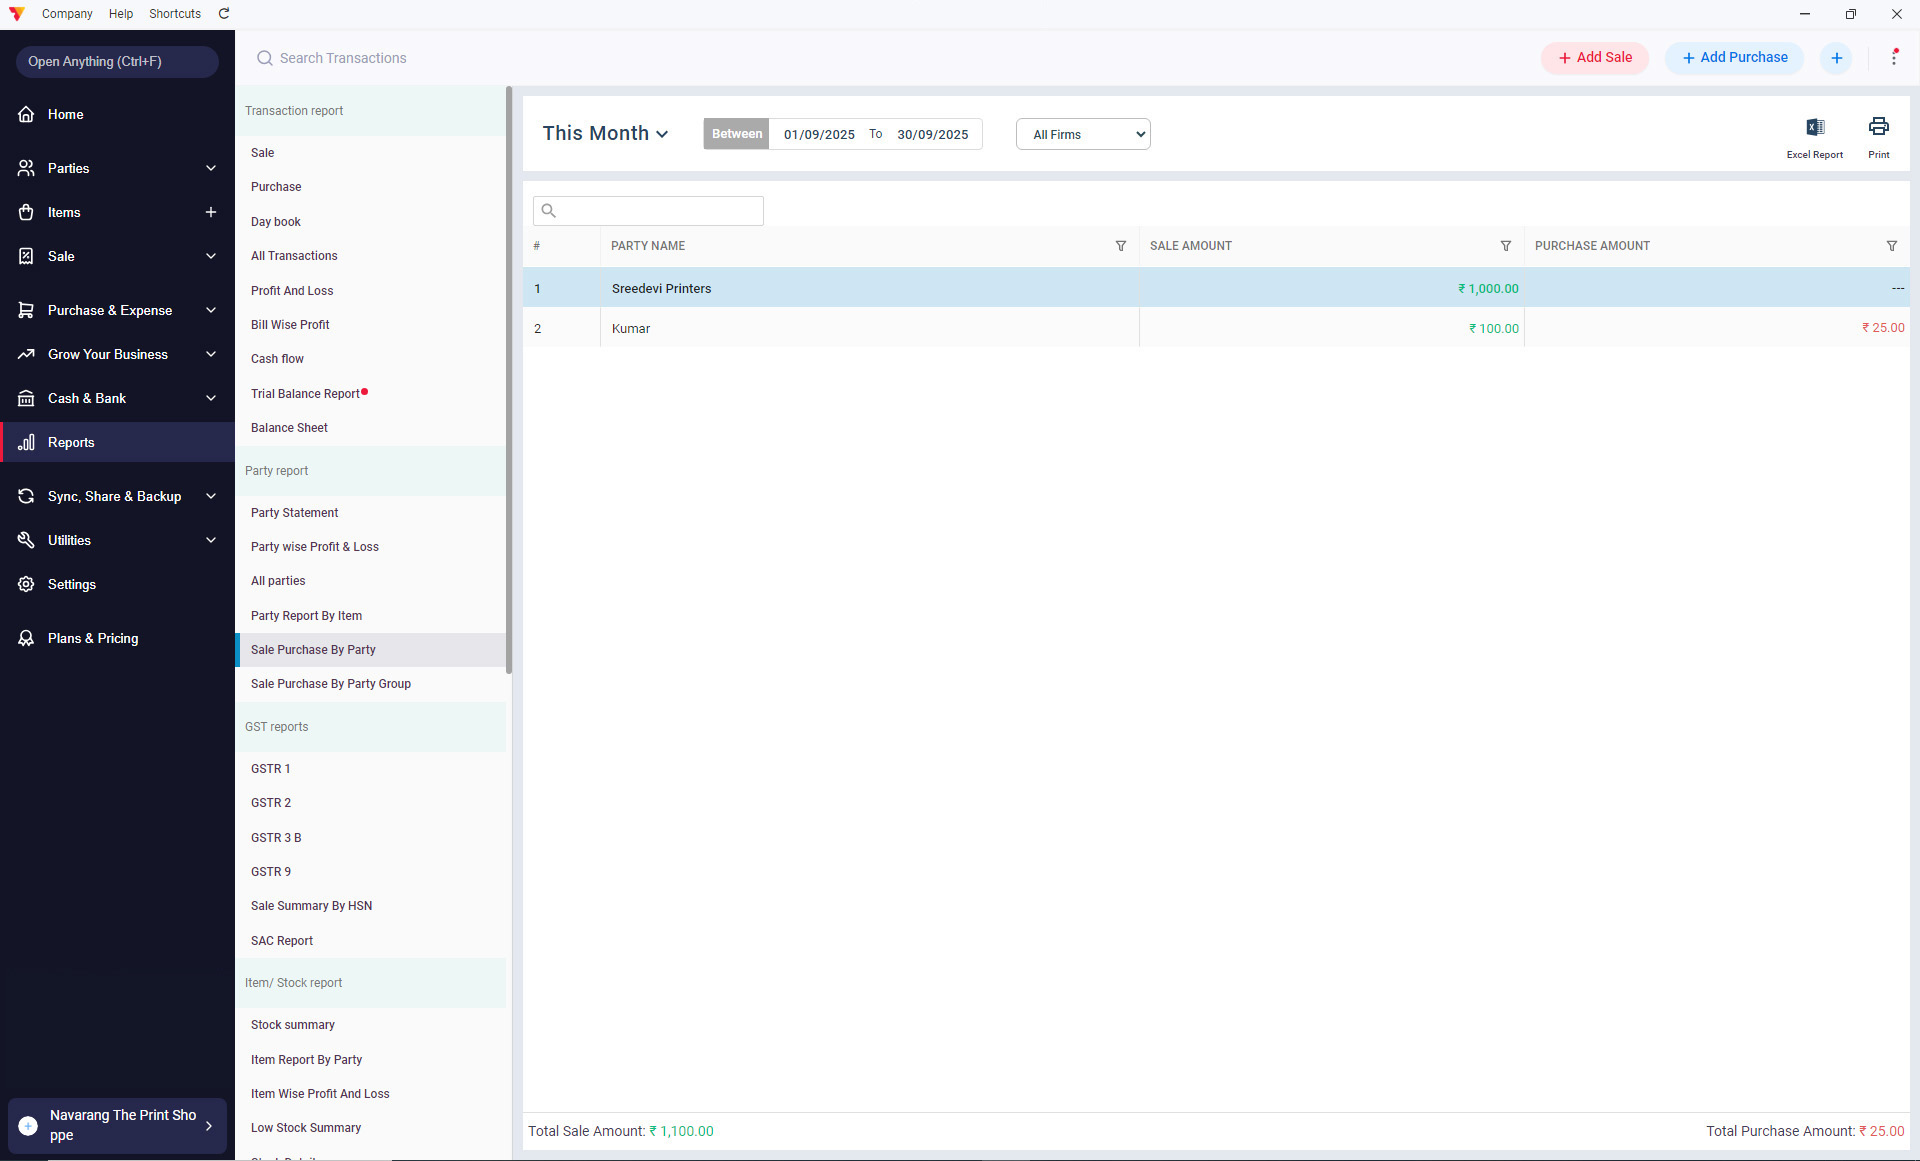 Company Help Shortcuts
Open Anything (Ctrl+F)
Search Transactions
+ Add Sale
+ Add Purchase
Home
Parties
Items
Sale
Purchase & Expense
Grow Your Business
Cash & Bank
Reports
Sync, Share & Backup
Utilities
Settings
Plans & Pricing
Navarang The Print Sho
ppe
Transaction report
Sale
Purchase
Day book
All Transactions
Profit And Loss
Bill Wise Profit
Cash flow
Trial Balance Report
Balance Sheet
Party report
Party Statement
Party wise Profit & Loss
All parties
Party Report By Item
Sale Purchase By Party
Sale Purchase By Party Group
GST reports
GSTR 1
GSTR 2
GSTR 3 B
GSTR 9
Sale Summary By HSN
SAC Report
Item/ Stock report
Stock summary
Item Report By Party
Item Wise Profit And Loss
Low Stock Summary
This Month
Between 01/09/2025 To 30/09/2025
All Firms
Excel Report
Print
# PARTY NAME SALE AMOUNT PURCHASE AMOUNT
1 Sreedevi Printers ₹ 1,000.00 ---
2 Kumar ₹ 100.00 ₹ 25.00
Total Sale Amount: ₹ 1,100.00
Total Purchase Amount: ₹ 25.00